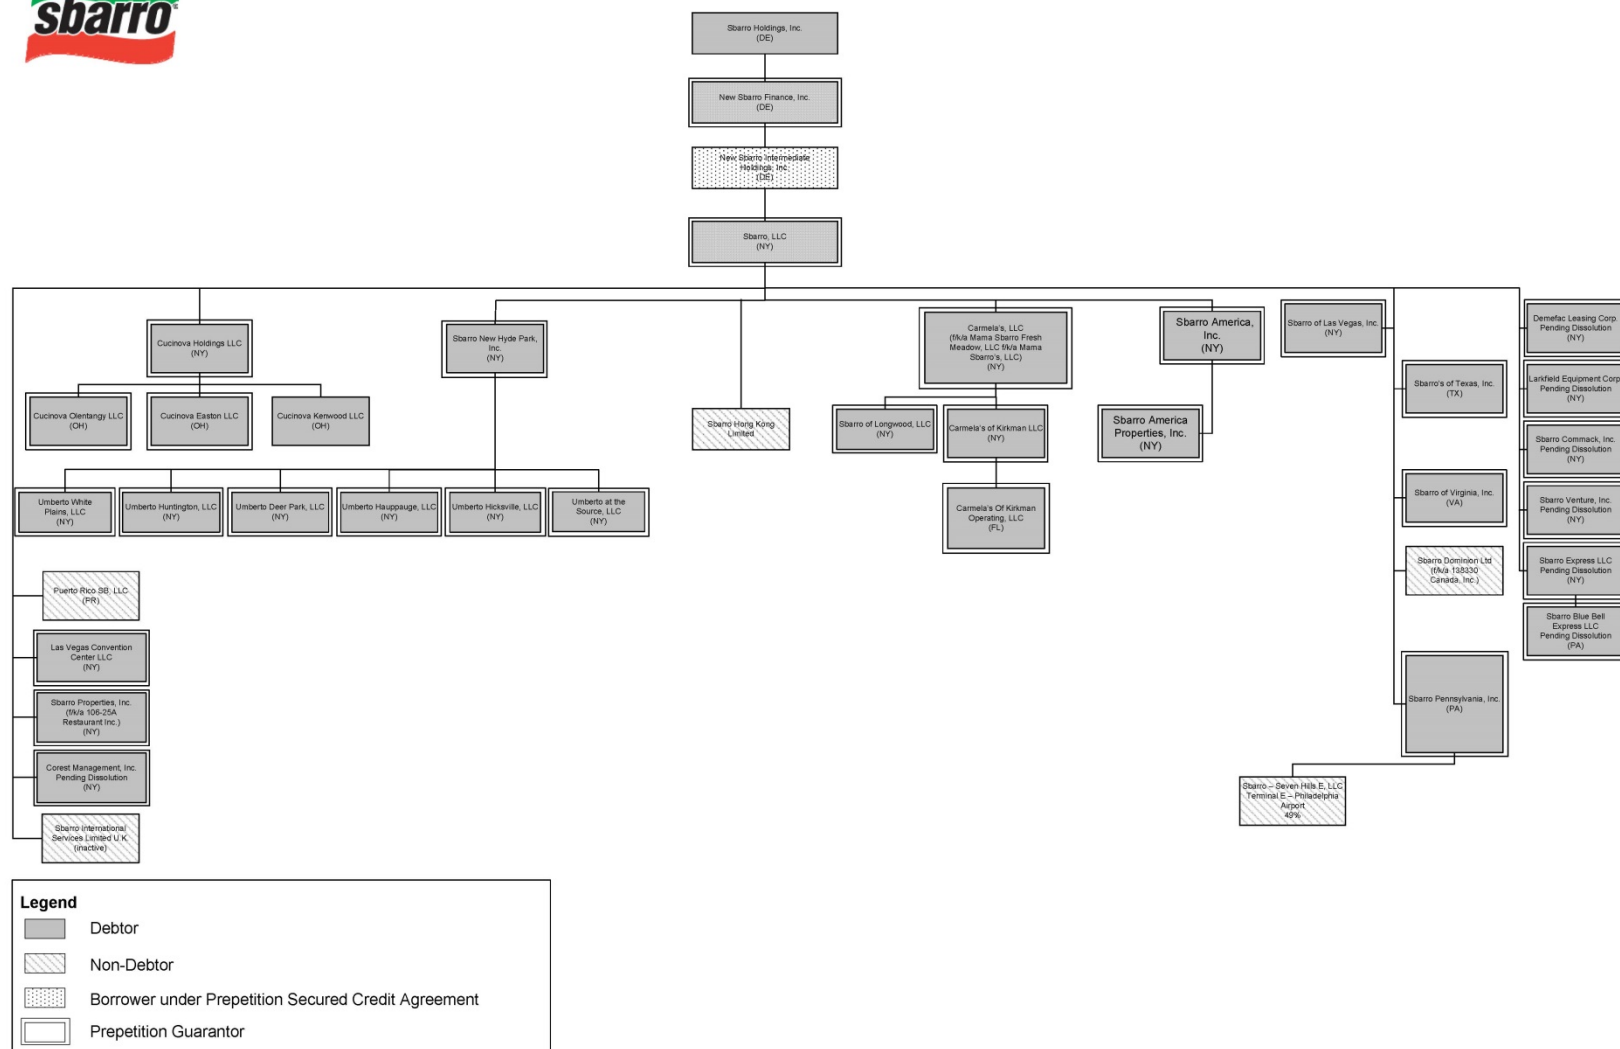 sbarro
Sbarro Holdings, Inc.
(DE)
New Sbarro Finance, Inc.
(DE)
New Sbarro Intermediate
Holdings, Inc.
(DE)
Sbarro, LLC
(NY)
Cucinova Holdings LLC
(NY)
Sbarro New Hyde Park,
Inc.
(NY)
Carmela's, LLC
(f/k/a Mama Sbarro Fresh
Meadow, LLC f/k/a Mama
Sbarro's, LLC)
(NY)
Sbarro America,
Inc.
(NY)
Sbarro of Las Vegas, Inc.
(NY)
Demefac Leasing Corp.
Pending Dissolution
(NY)
Cucinova Olentangy LLC
(OH)
Cucinova Easton LLC
(OH)
Cucinova Kenwood LLC
(OH)
Sbarro Hong Kong
Limited
Sbarro of Longwood, LLC
(NY)
Carmela's of Kirkman LLC
(NY)
Sbarro America
Properties, Inc.
(NY)
Sbarro's of Texas, Inc.
(TX)
Larkfield Equipment Corp
Pending Dissolution
(NY)
Sbarro Commack, Inc.
Pending Dissolution
(NY)
Umberto White
Plains, LLC
(NY)
Umberto Huntington, LLC
(NY)
Umberto Deer Park, LLC
(NY)
Umberto Hauppauge, LLC
(NY)
Umberto Hicksville, LLC
(NY)
Umberto at the
Source, LLC
(NY)
Carmela's Of Kirkman
Operating, LLC
(FL)
Sbarro of Virginia, Inc.
(VA)
Sbarro Venture, Inc.
Pending Dissolution
(NY)
Puerto Rico SB, LLC
(PR)
Sbarro Dominion Ltd
(f/k/a 138330
Canada, Inc.)
Sbarro Express LLC
Pending Dissolution
(NY)
Las Vegas Convention
Center LLC
(NY)
Sbarro Blue Bell
Express LLC
Pending Dissolution
(PA)
Sbarro Properties, Inc.
(f/k/a 106-25A
Restaurant Inc.)
(NY)
Sbarro Pennsylvania, Inc.
(PA)
Corest Management, Inc.
Pending Dissolution
(NY)
Sbarro – Seven Hills E, LLC
Terminal E – Philadelphia
Airport
49%
Sbarro International
Services Limited U.K.
(inactive)
Legend
Debtor
Non-Debtor
Borrower under Prepetition Secured Credit Agreement
Prepetition Guarantor